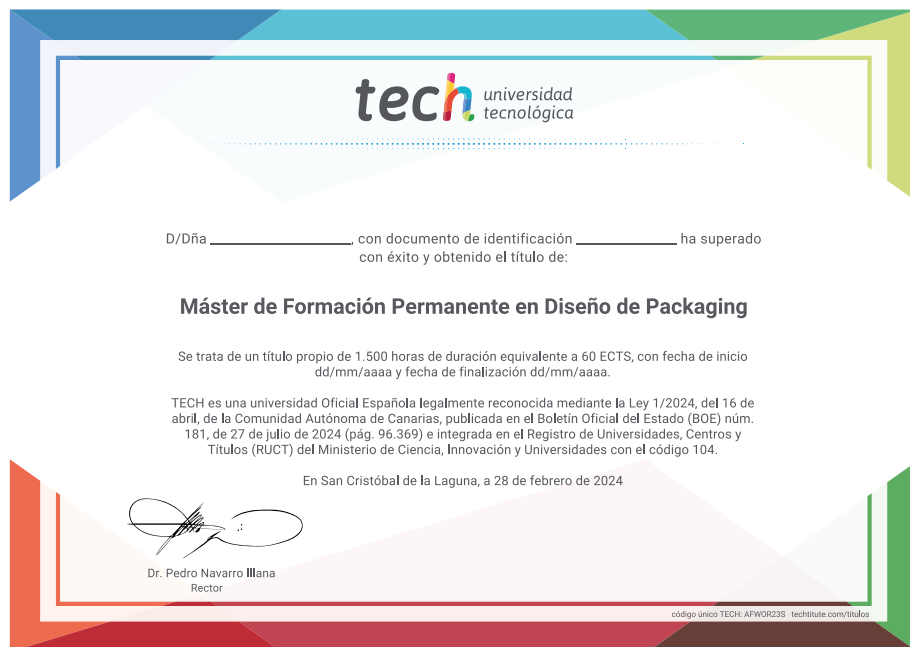 tech universidad
tecnológica
D/Dña ____________________, con documento de identificación ______________ ha superado
con éxito y obtenido el título de:
Máster de Formación Permanente en Diseño de Packaging
Se trata de un título propio de 1.500 horas de duración equivalente a 60 ECTS, con fecha de inicio
dd/mm/aaaa y fecha de finalización dd/mm/aaaa.
TECH es una universidad Oficial Española legalmente reconocida mediante la Ley 1/2024, del 16 de
abril, de la Comunidad Autónoma de Canarias, publicada en el Boletín Oficial del Estado (BOE) núm.
181, de 27 de julio de 2024 (pág. 96.369) e integrada en el Registro de Universidades, Centros y
Títulos (RUCT) del Ministerio de Ciencia, Innovación y Universidades con el código 104.
En San Cristóbal de la Laguna, a 28 de febrero de 2024
Dr. Pedro Navarro Illana
Rector
código único TECH: AFWOR23S techtitute.com/titulos